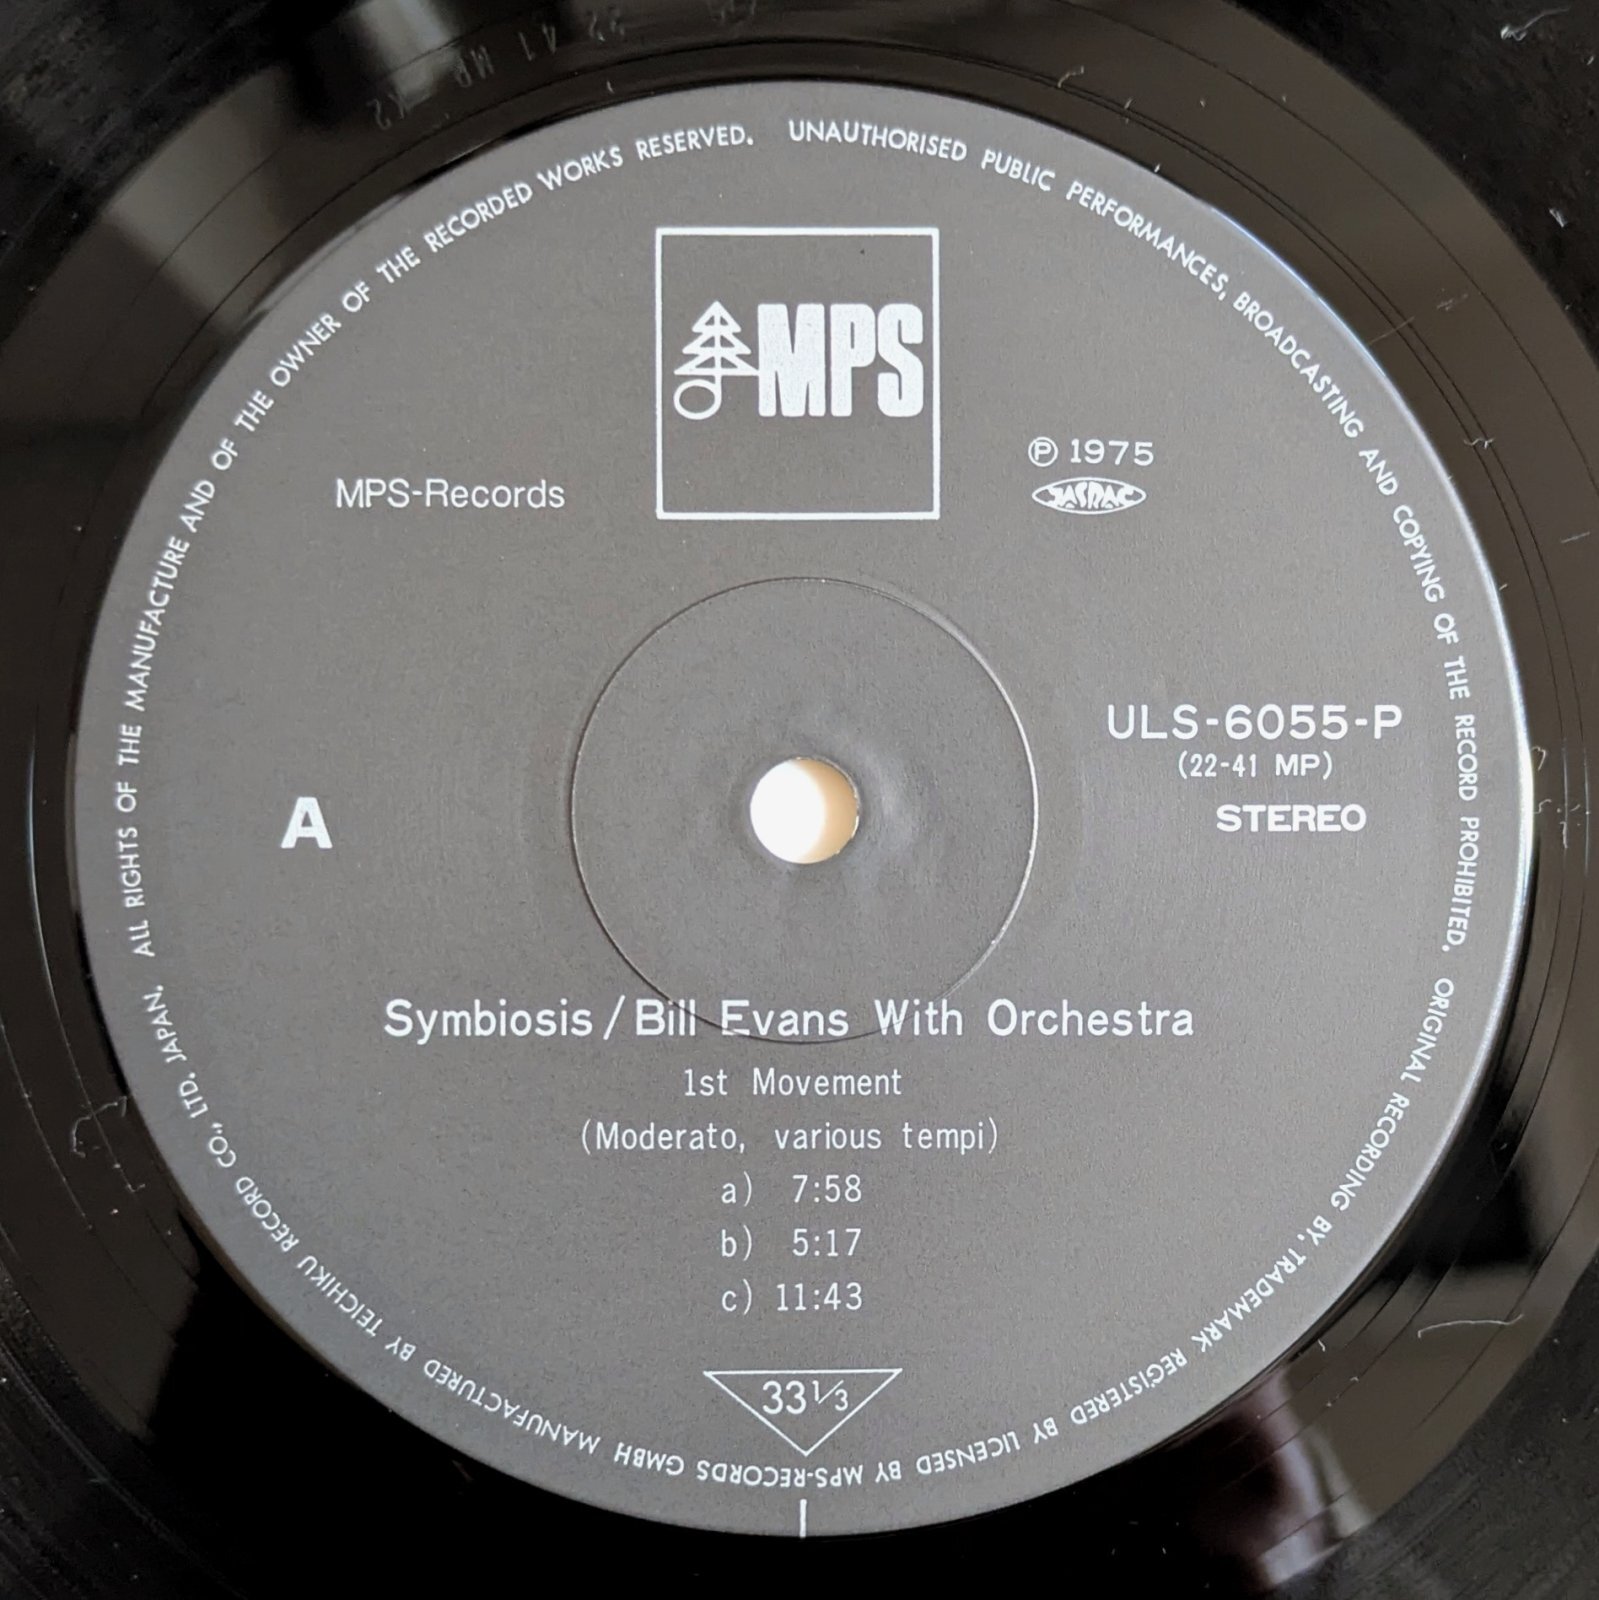 MPS
MPS-Records
℗ 1975
JASRAC
ULS-6055-P
(22-41 MP)
STEREO
A
Symbiosis/Bill Evans With Orchestra
1st Movement
(Moderato, various tempi)
a) 7:58
b) 5:17
c) 11:43
33 1/3
ALL RIGHTS OF THE MANUFACTURE AND OF THE OWNER OF THE RECORDED WORKS RESERVED. UNAUTHORISED PUBLIC PERFORMANCES, BROADCASTING AND COPYING OF THE RECORD PROHIBITED. ORIGINAL RECORDING BY, TRADEMARK REGISTERED BY LICENSED BY MPS-RECORDS GMBH MANUFACTURED BY TEICHIKU RECORD CO., LTD. JAPAN.